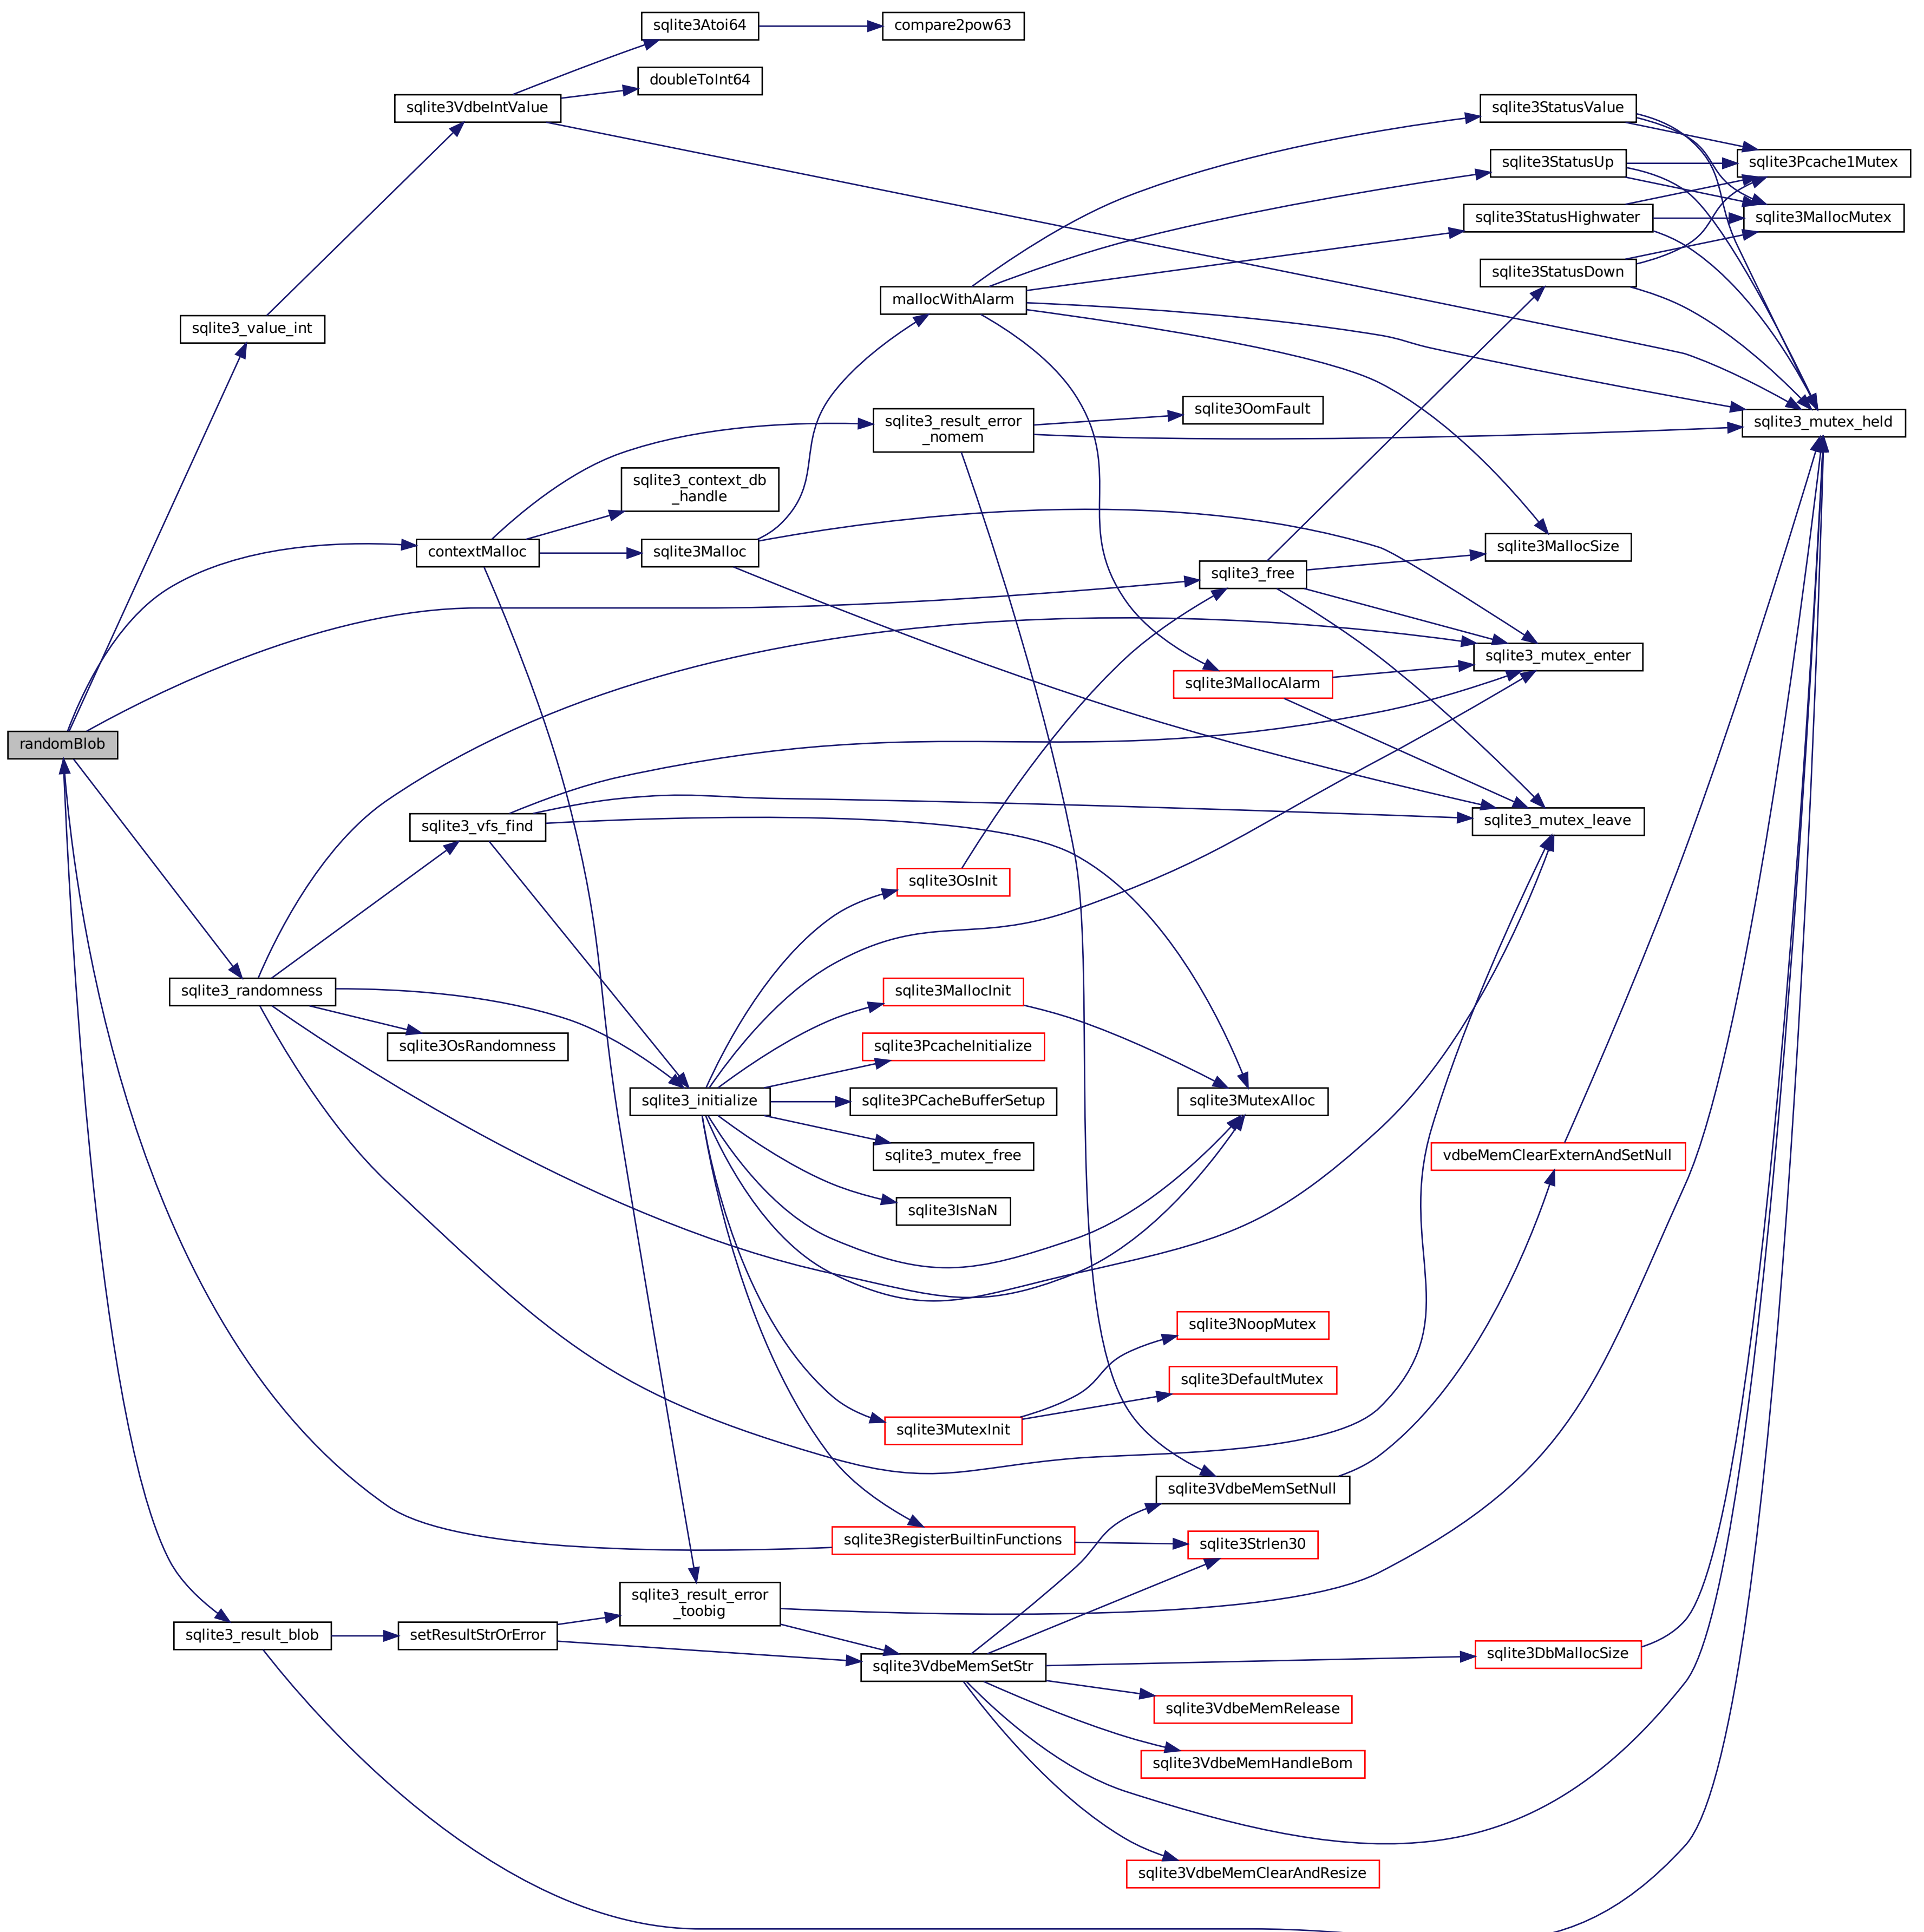 sqlite3Atoi64
compare2pow63
doubleToInt64
sqlite3VdbeIntValue
sqlite3StatusValue
sqlite3StatusUp
sqlite3Pcache1Mutex
sqlite3StatusHighwater
sqlite3MallocMutex
sqlite3StatusDown
mallocWithAlarm
sqlite3_value_int
sqlite3OomFault
sqlite3_result_error
_nomem
sqlite3_mutex_held
sqlite3_context_db
_handle
contextMalloc
sqlite3Malloc
sqlite3MallocSize
sqlite3_free
sqlite3_mutex_enter
sqlite3MallocAlarm
randomBlob
sqlite3_vfs_find
sqlite3_mutex_leave
sqlite3OsInit
sqlite3_randomness
sqlite3MallocInit
sqlite3OsRandomness
sqlite3PcacheInitialize
sqlite3_initialize
sqlite3PCacheBufferSetup
sqlite3MutexAlloc
sqlite3_mutex_free
vdbeMemClearExternAndSetNull
sqlite3IsNaN
sqlite3NoopMutex
sqlite3DefaultMutex
sqlite3MutexInit
sqlite3VdbeMemSetNull
sqlite3RegisterBuiltinFunctions
sqlite3Strlen30
sqlite3_result_error
_toobig
sqlite3_result_blob
setResultStrOrError
sqlite3DbMallocSize
sqlite3VdbeMemSetStr
sqlite3VdbeMemRelease
sqlite3VdbeMemHandleBom
sqlite3VdbeMemClearAndResize